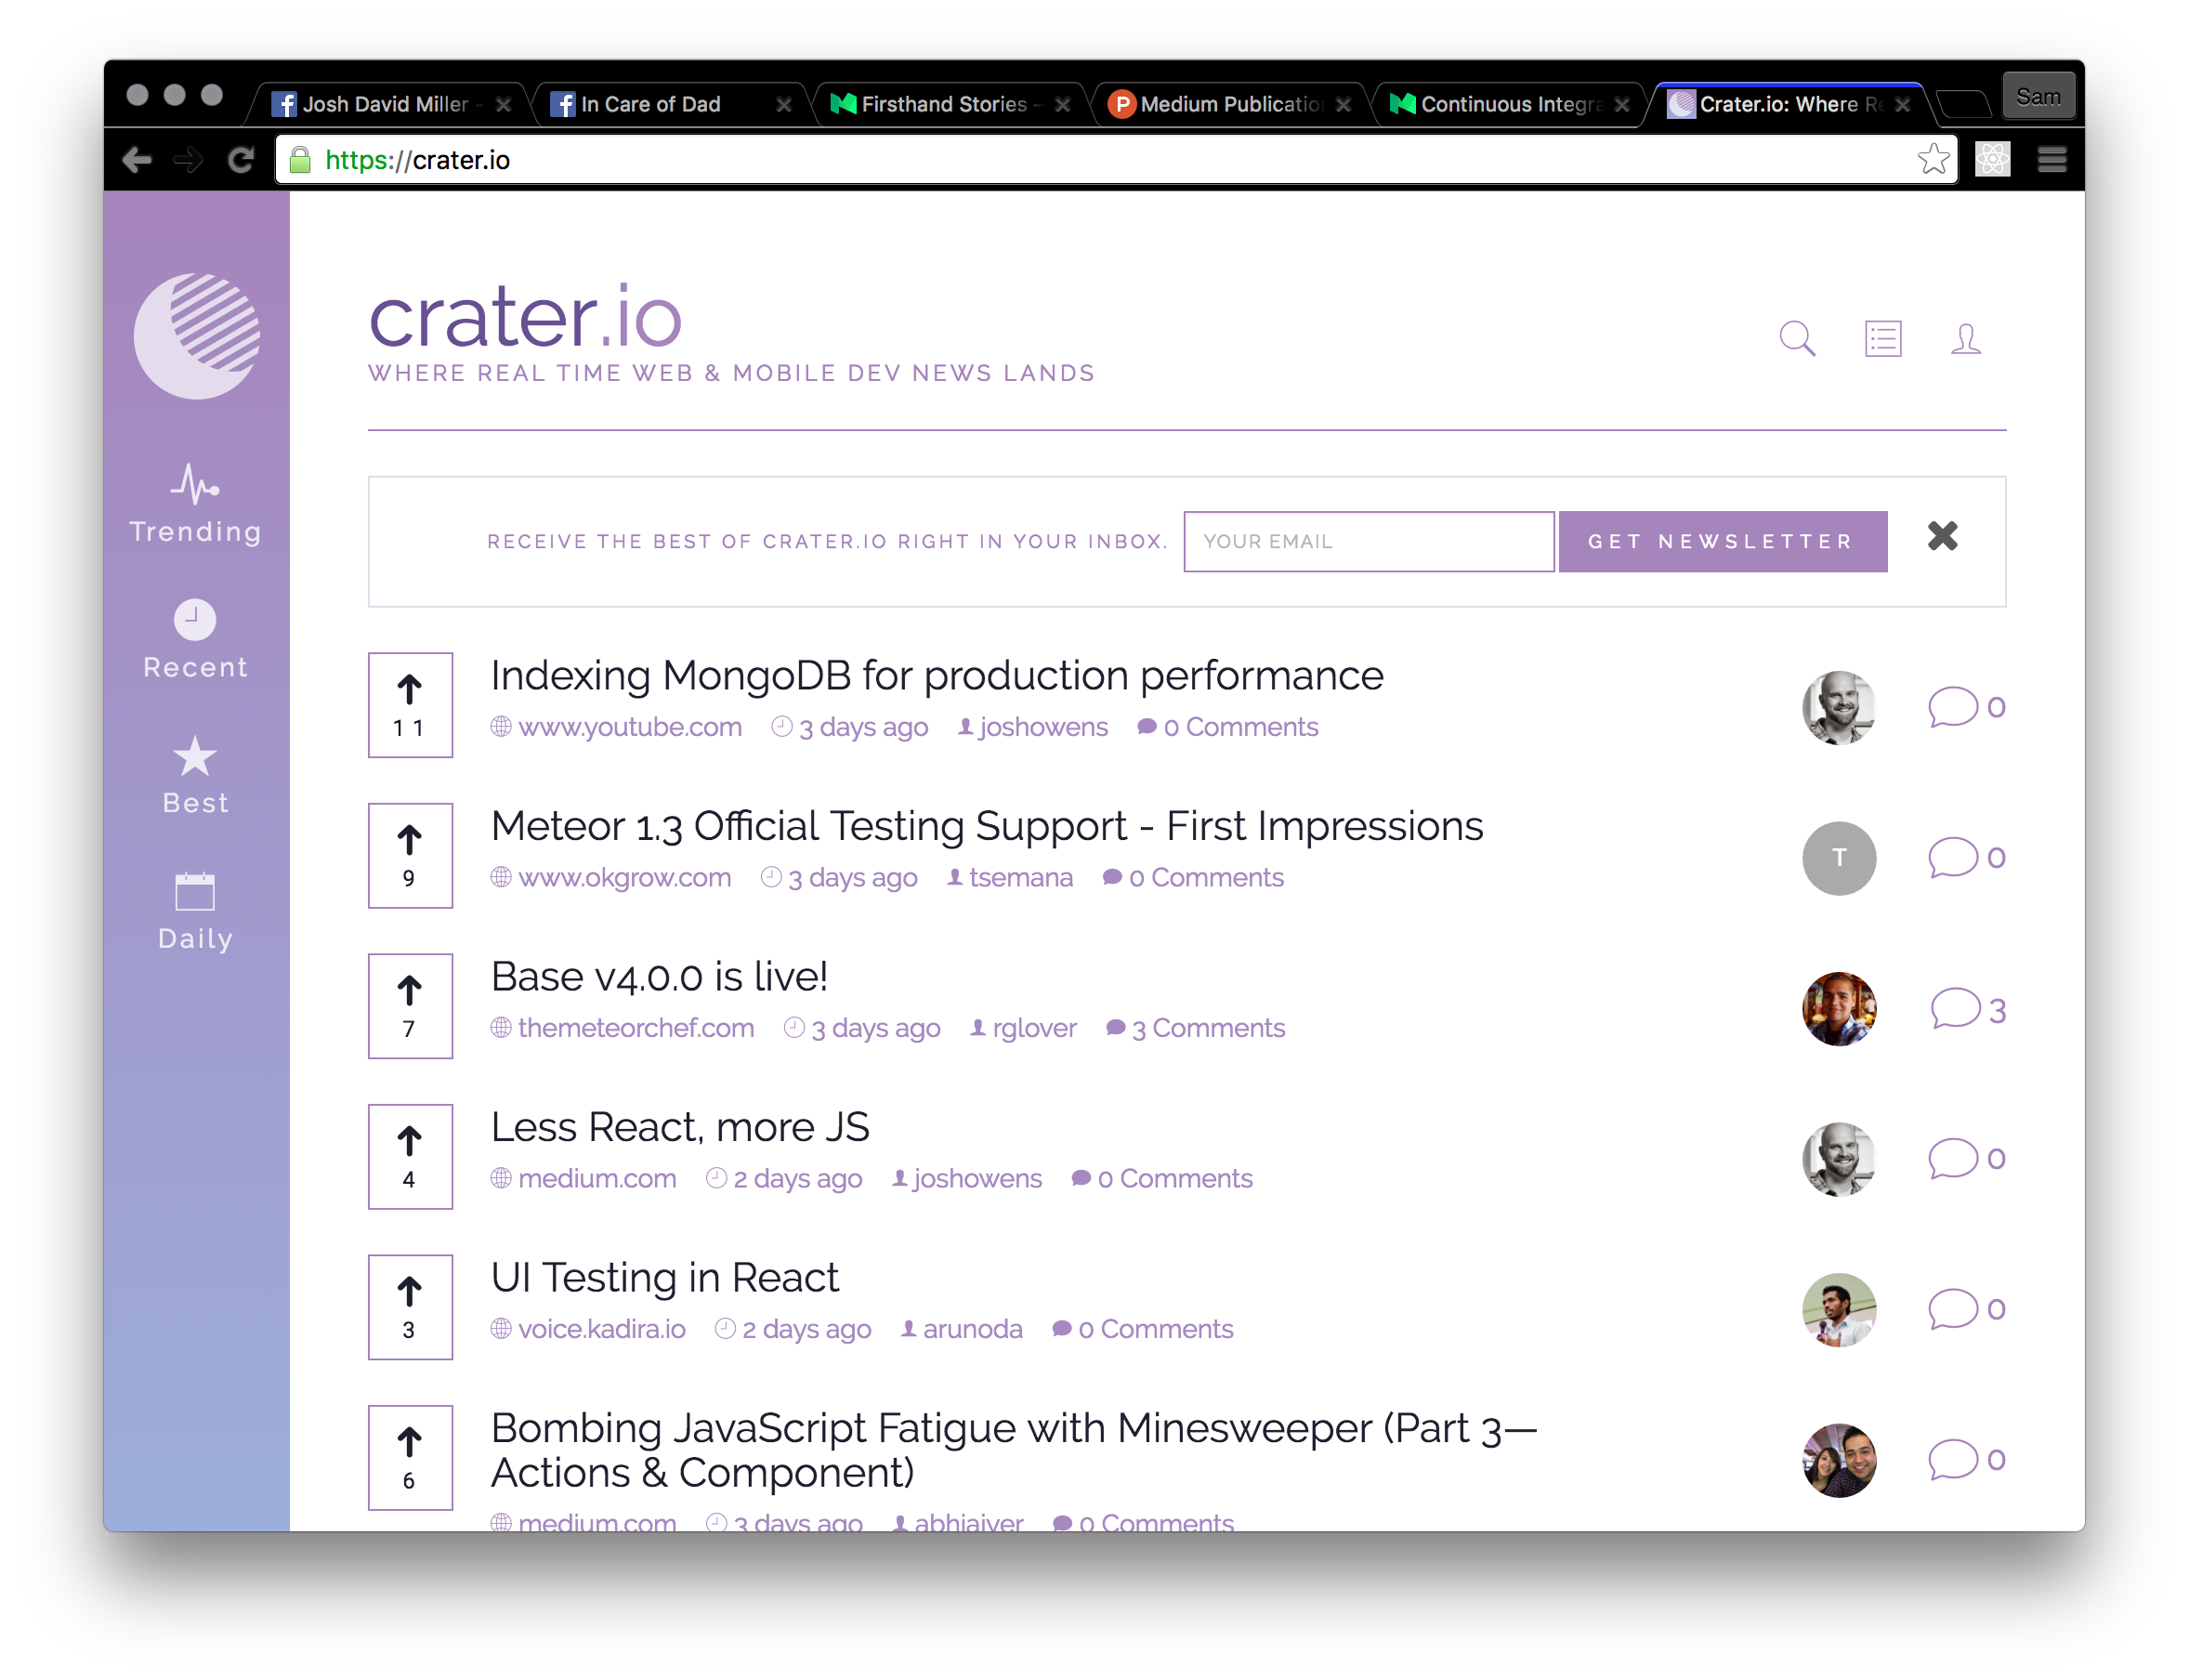 Josh David Miller -
In Care of Dad
Firsthand Stories —
Medium Publication
Continuous Integra
Crater.io: Where Re
Sam
https://crater.io
crater.io
WHERE REAL TIME WEB & MOBILE DEV NEWS LANDS
Trending
Recent
Best
Daily
RECEIVE THE BEST OF CRATER.IO RIGHT IN YOUR INBOX. YOUR EMAIL GET NEWSLETTER
Indexing MongoDB for production performance
11 www.youtube.com 3 days ago joshowens 0 Comments 0
Meteor 1.3 Official Testing Support - First Impressions
T
9 www.okgrow.com 3 days ago tsemana 0 Comments 0
Base v4.0.0 is live!
7 themeteorchef.com 3 days ago rglover 3 Comments 3
Less React, more JS
4 medium.com 2 days ago joshowens 0 Comments 0
UI Testing in React
3 voice.kadira.io 2 days ago arunoda 0 Comments 0
Bombing JavaScript Fatigue with Minesweeper (Part 3—
Actions & Component)
6 medium.com 3 days ago abhiaiyer 0 Comments 0